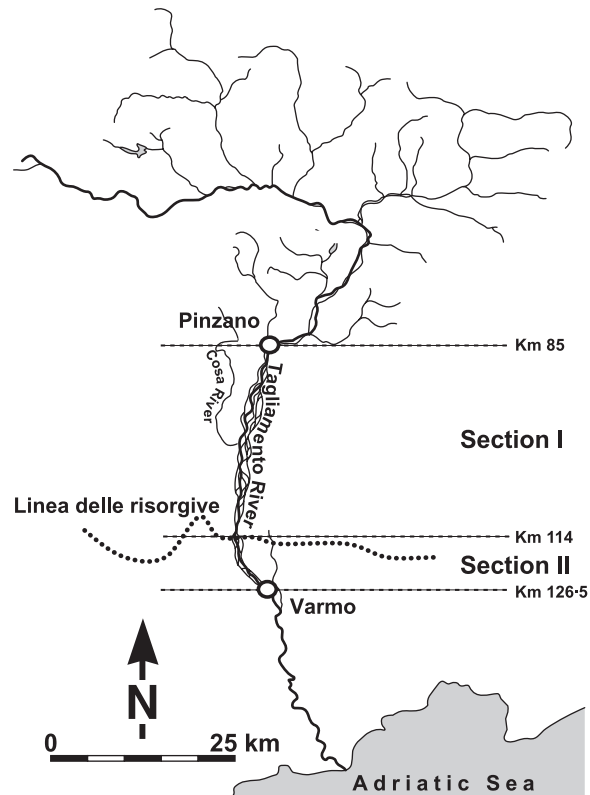 Pinzano
Km 85
Cosa River
Tagliamento River
Section I
Linea delle risorgive
Km 114
Section II
Km 126·5
Varmo
N
0 25 km
Adriatic Sea